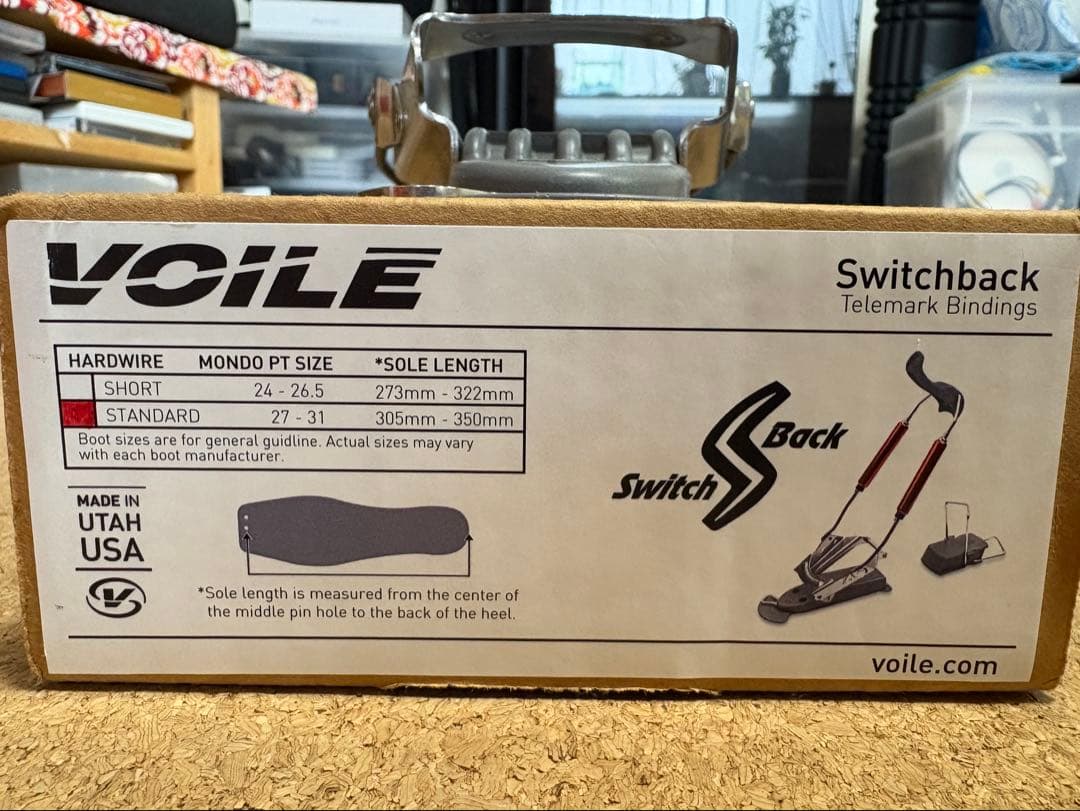 VOILÉ
Switchback
Telemark Bindings
HARDWIRE MONDO PT SIZE *SOLE LENGTH
SHORT 24 - 26.5 273mm - 322mm
STANDARD 27 - 31 305mm - 350mm
Boot sizes are for general guidline. Actual sizes may vary
with each boot manufacturer.
Switch Back
MADE IN
UTAH
USA
*Sole length is measured from the center of
the middle pin hole to the back of the heel.
voile.com